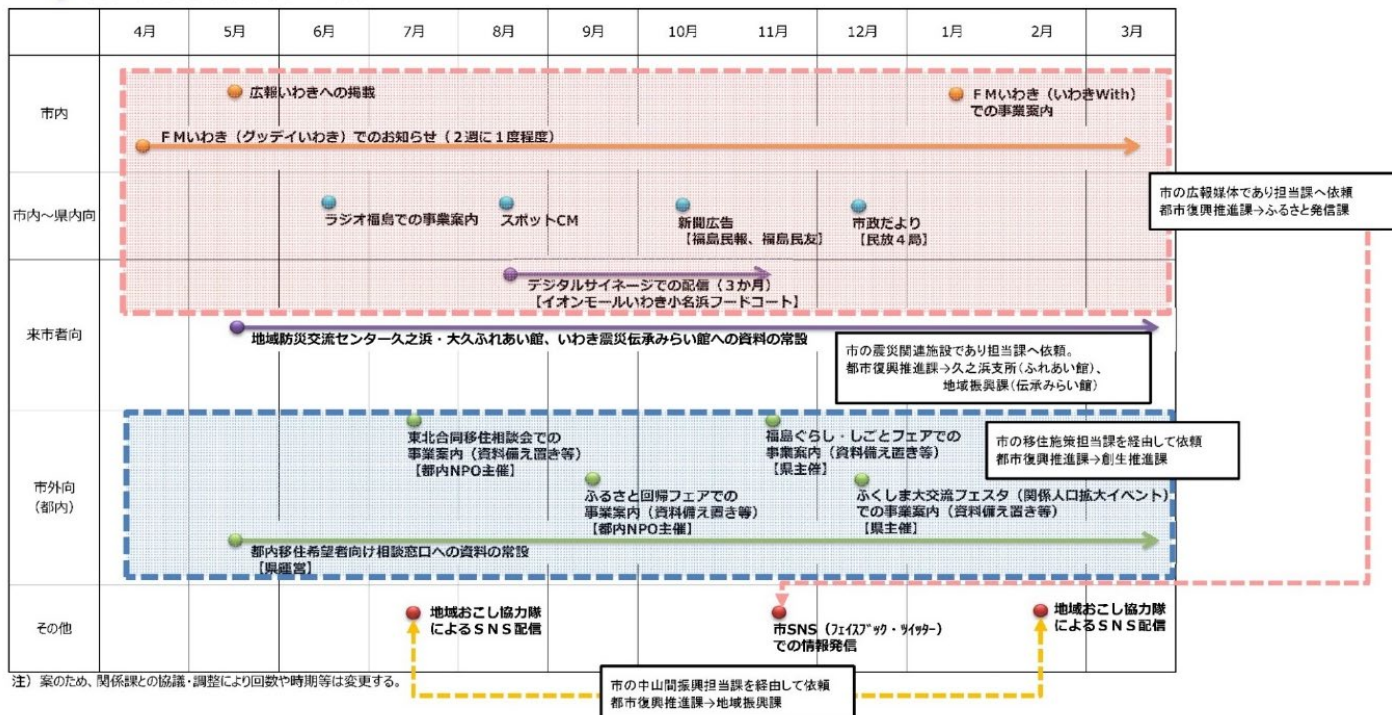 4月 5月 6月 7月 8月 9月 10月 11月 12月 1月 2月 3月
市内
広報いわきへの掲載
ＦＭいわき（いわきWith）
での事業案内
ＦＭいわき（グッデイいわき）でのお知らせ（２週に１度程度）
市内～県内向
ラジオ福島での事業案内
スポットCM
新聞広告
【福島民報、福島民友】
市政だより
【民放４局】
市の広報媒体であり担当課へ依頼
都市復興推進課→ふるさと発信課
来市者向
デジタルサイネージでの配信（３か月）
【イオンモールいわき小名浜フードコート】
地域防災交流センター久之浜・大久ふれあい館、いわき震災伝承みらい館への資料の常設
市の震災関連施設であり担当課へ依頼。
都市復興推進課→久之浜支所（ふれあい館）、
地域振興課（伝承みらい館）
市外向
（都内）
東北合同移住相談会での
事業案内（資料備え置き等）
【都内NPO主催】
福島ぐらし・しごとフェアでの
事業案内（資料備え置き等）
【県主催】
市の移住施策担当課を経由して依頼
都市復興推進課→創生推進課
ふるさと回帰フェアでの
事業案内（資料備え置き等）
【都内NPO主催】
ふくしま大交流フェスタ（関係人口拡大イベント）
での事業案内（資料備え置き等）
【県主催】
都内移住希望者向け相談窓口への資料の常設
【県運営】
その他
地域おこし協力隊
によるＳＮＳ配信
市SNS（ﾌｪｲｽﾌﾞｯｸ・ﾂｲｯﾀｰ）
での情報発信
地域おこし協力隊
によるＳＮＳ配信
注）案のため、関係課との協議・調整により回数や時期等は変更する。
市の中山間振興担当課を経由して依頼
都市復興推進課→地域振興課